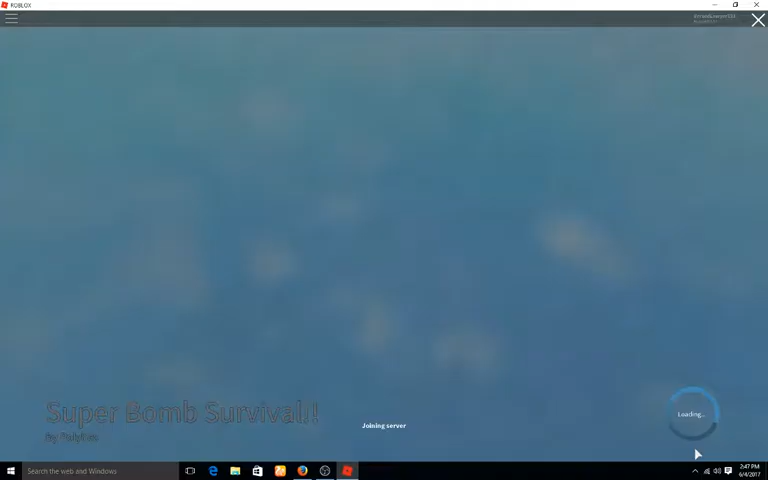 ROBLOX
Super Bomb Survival!!
Joining server
Loading...
Search the web and Windows
2:47 PM
6/4/2017